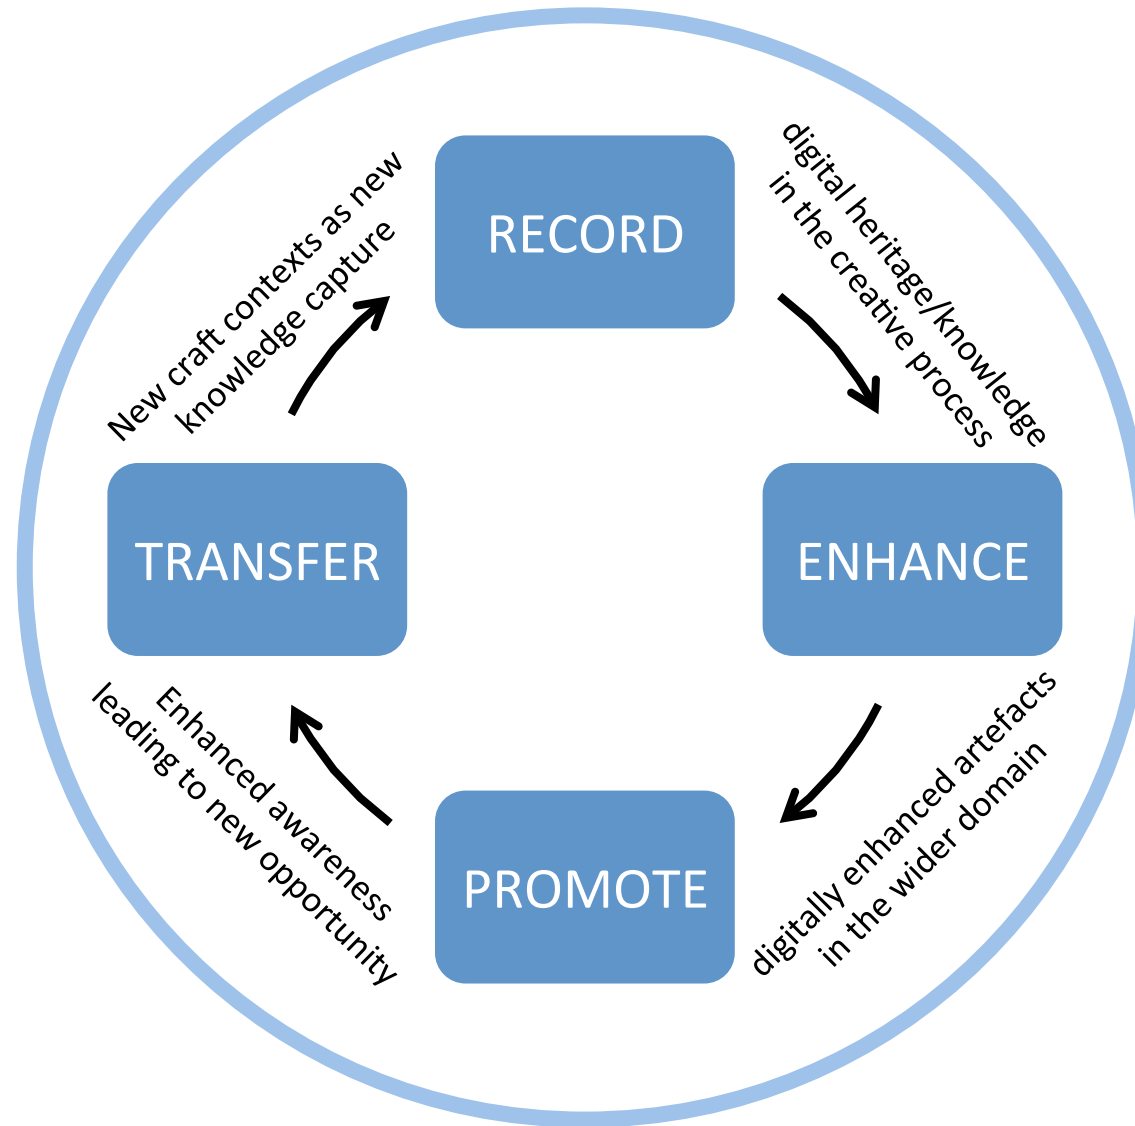 RECORD
digital heritage/knowledge
in the creative process
ENHANCE
digitally enhanced artefacts
in the wider domain
PROMOTE
Enhanced awareness
leading to new opportunity
TRANSFER
New craft contexts as new
knowledge capture